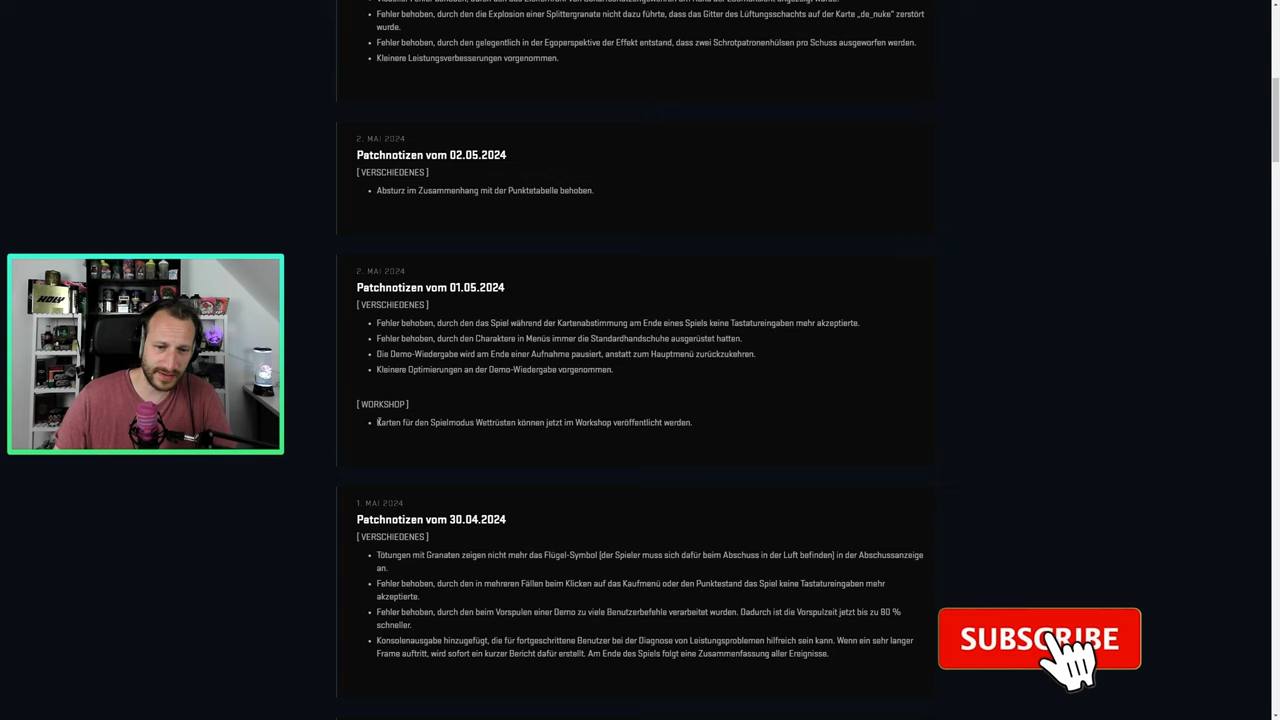 Fehler behoben, durch den die Explosion einer Splittergranate nicht dazu führte, dass das Gitter des Lüftungsschachts auf der Karte „de_nuke“ zerstört
wurde.
Fehler behoben, durch den gelegentlich in der Egoperspektive der Effekt entstand, dass zwei Schrotpatronenhülsen pro Schuss ausgeworfen werden.
Kleinere Leistungsverbesserungen vorgenommen.
2. MAI 2024
Patchnotizen vom 02.05.2024
[ VERSCHIEDENES ]
Absturz im Zusammenhang mit der Punktetabelle behoben.
2. MAI 2024
Patchnotizen vom 01.05.2024
[ VERSCHIEDENES ]
Fehler behoben, durch den das Spiel während der Kartenabstimmung am Ende eines Spiels keine Tastatureingaben mehr akzeptierte.
Fehler behoben, durch den Charaktere in Menüs immer die Standardhandschuhe ausgerüstet hatten.
Die Demo-Wiedergabe wird am Ende einer Aufnahme pausiert, anstatt zum Hauptmenü zurückzukehren.
Kleinere Optimierungen an der Demo-Wiedergabe vorgenommen.
[ WORKSHOP ]
Karten für den Spielmodus Wettrüsten können jetzt im Workshop veröffentlicht werden.
HOLY
1. MAI 2024
Patchnotizen vom 30.04.2024
[ VERSCHIEDENES ]
Tötungen mit Granaten zeigen nicht mehr das Flügel-Symbol (der Spieler muss sich dafür beim Abschuss in der Luft befinden) in der Abschussanzeige
an.
Fehler behoben, durch den in mehreren Fällen beim Klicken auf das Kaufmenü oder den Punktestand das Spiel keine Tastatureingaben mehr
akzeptierte.
Fehler behoben, durch den beim Vorspulen einer Demo zu viele Benutzerbefehle verarbeitet wurden. Dadurch ist die Vorspulzeit jetzt bis zu 80 %
schneller.
Konsolenausgabe hinzugefügt, die für fortgeschrittene Benutzer bei der Diagnose von Leistungsproblemen hilfreich sein kann. Wenn ein sehr langer
Frame auftritt, wird sofort ein kurzer Bericht dafür erstellt. Am Ende des Spiels folgt eine Zusammenfassung aller Ereignisse.
SUBSCRIBE